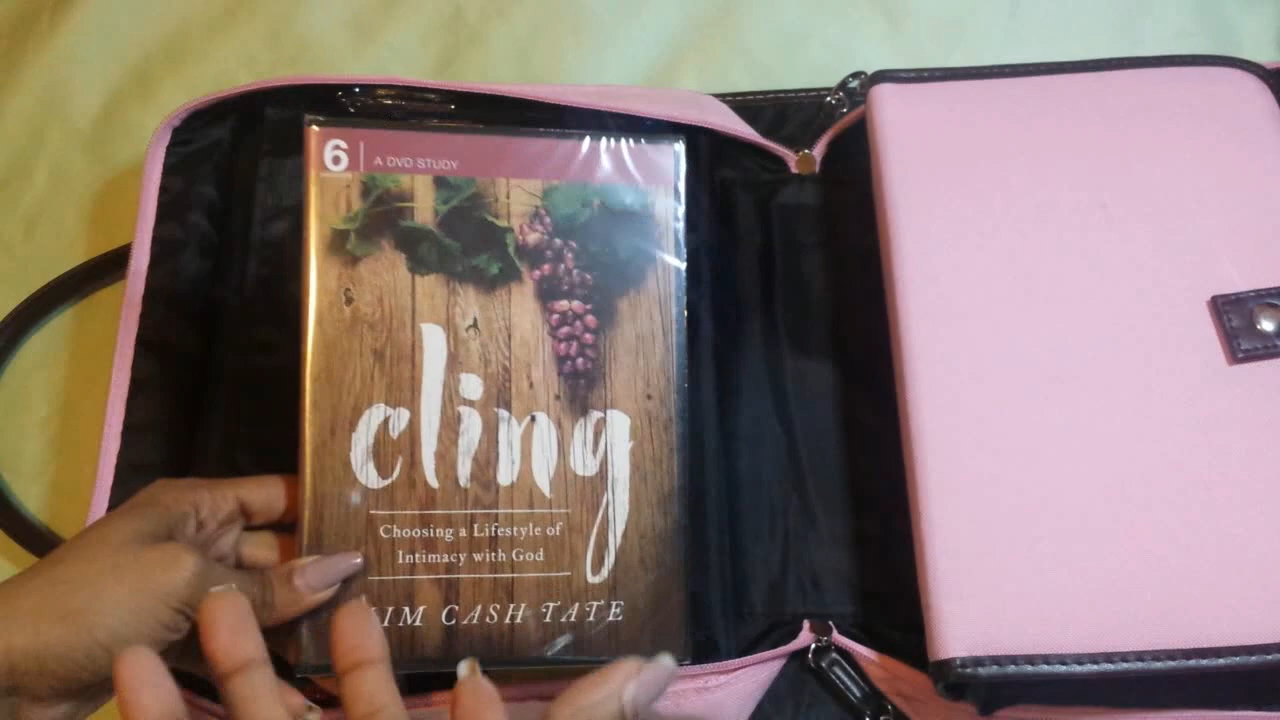 6 A DVD STUDY
cling
Choosing a Lifestyle of
Intimacy with God
CASH TATE